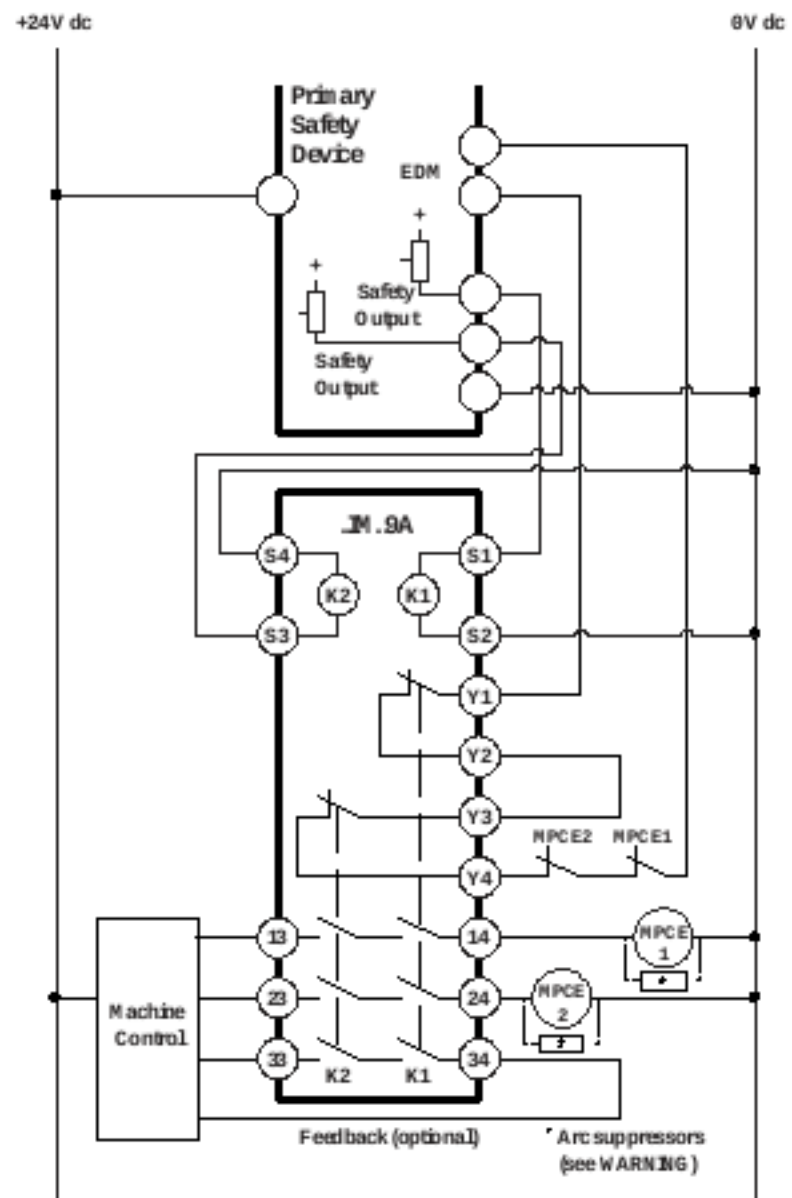 +24V dc
0V dc
Primary
Safety
Device
EDM
+
+
Safety
Output
Safety
Output
JM.9A
S4
S1
K2
K1
S3
S2
Y1
Y2
Y3
MPCE2
MPCE1
Y4
13
14
MPCE
1
23
24
MPCE
2
Machine
Control
33
34
K2
K1
Feedback (optional)
* Arc suppressors
(see WARNING)